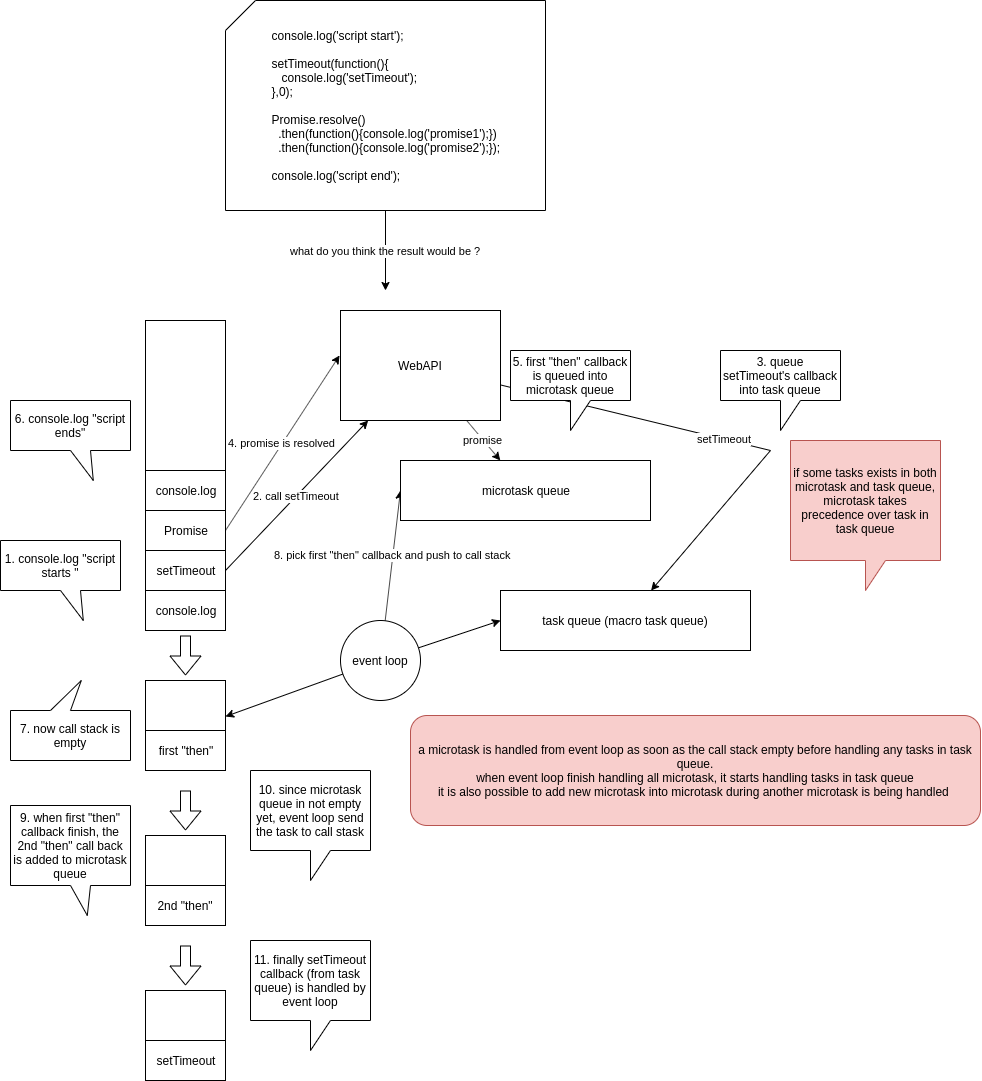 console.log('script start');
setTimeout(function(){
console.log('setTimeout');
},0);
Promise.resolve()
.then(function(){console.log('promise1');})
.then(function(){console.log('promise2');});
console.log('script end');
what do you think the result would be ?
WebAPI
5. first "then" callback
is queued into
microtask queue
3. queue
setTimeout's callback
into task queue
6. console.log "script
ends"
4. promise is resolved
promise
setTimeout
if some tasks exists in both
microtask and task queue,
microtask takes
precedence over task in
task queue
console.log
2. call setTimeout
microtask queue
Promise
1. console.log "script
starts "
setTimeout
8. pick first "then" callback and push to call stack
console.log
task queue (macro task queue)
event loop
7. now call stack is
empty
first "then"
a microtask is handled from event loop as soon as the call stack empty before handling any tasks in task
queue.
when event loop finish handling all microtask, it starts handling tasks in task queue
it is also possible to add new microtask into microtask during another microtask is being handled
10. since microtask
queue in not empty
yet, event loop send
the task to call stask
9. when first "then"
callback finish, the
2nd "then" call back
is added to microtask
queue
2nd "then"
11. finally setTimeout
callback (from task
queue) is handled by
event loop
setTimeout